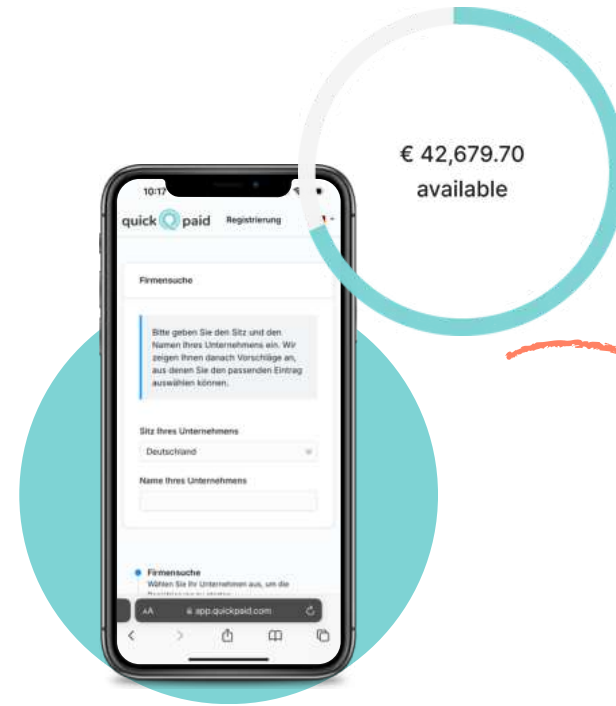 € 42,679.70
available
10:17
quick paid Registrierung
Firmensuche
Bitte geben Sie den Sitz und den
Namen Ihres Unternehmens ein. Wir
zeigen Ihnen danach Vorschläge an,
aus denen Sie den passenden Eintrag
auswählen können.
Sitz Ihres Unternehmens
Deutschland
Name Ihres Unternehmens
Firmensuche
Wählen Sie Ihr Unternehmen aus, um die
AA app.quickpaid.com